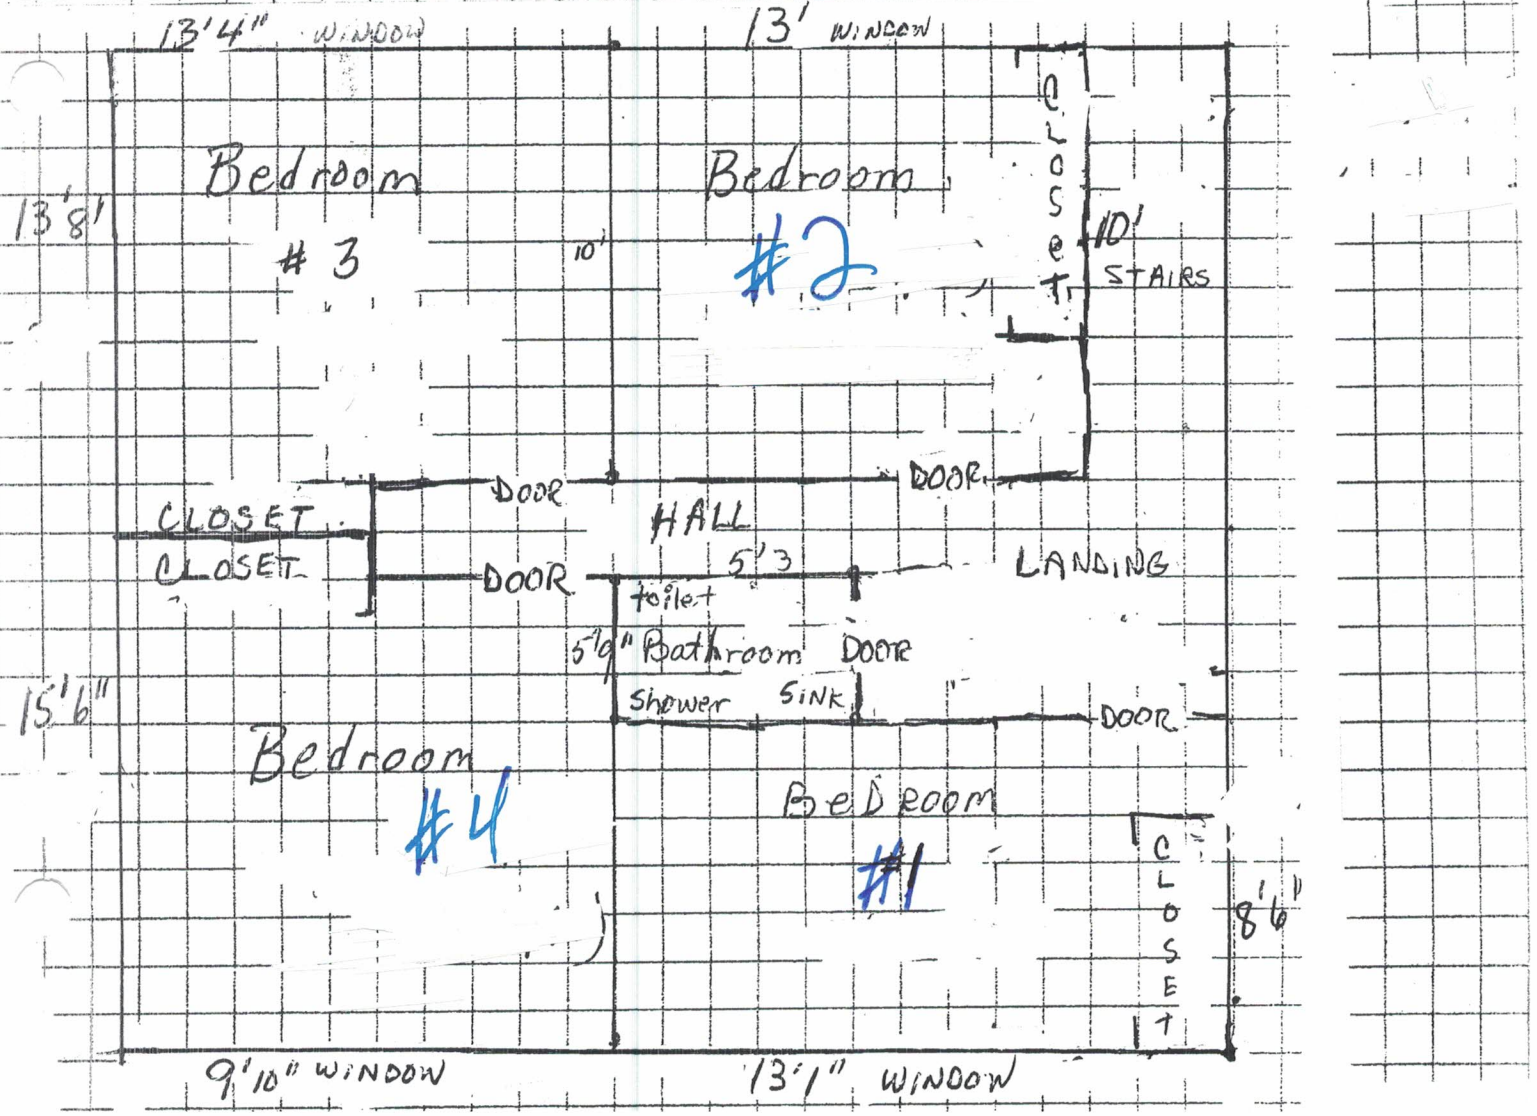 13'4" WINDOW
13' WINDOW
CLoSeT
Bedroom
Bedroom
13'8'
# 3
10'
#2
10'
STAIRS
DOOR
DOOR
CLOSET
HALL
CLOSET
DOOR
5'3
LANDING
toilet
5'9" Bathroom
DOOR
shower SiNK
15'6"
DOOR
Bedroom
#4
BeDroom
#1
CLOSET
8'6"
9'10" WINDOW
13'1" WINDOW